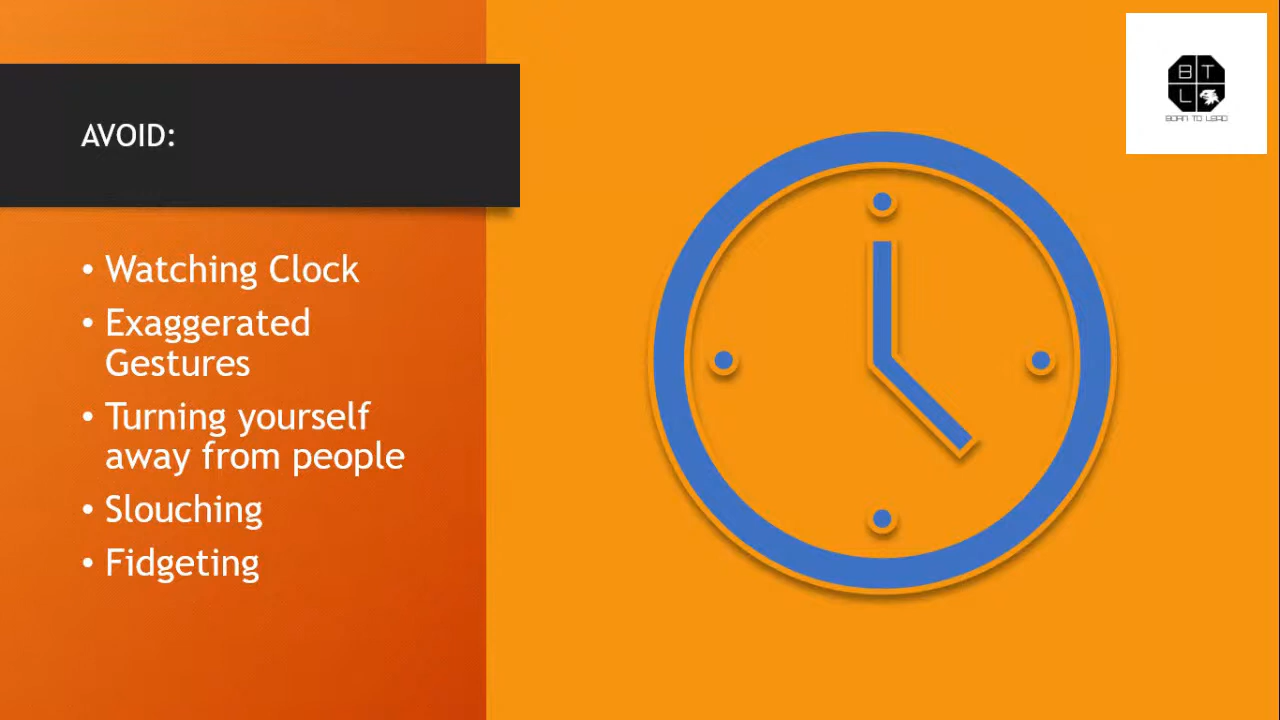 AVOID:
• Watching Clock
• Exaggerated
Gestures
• Turning yourself
away from people
• Slouching
• Fidgeting
B T
L
BORN TO LEAD